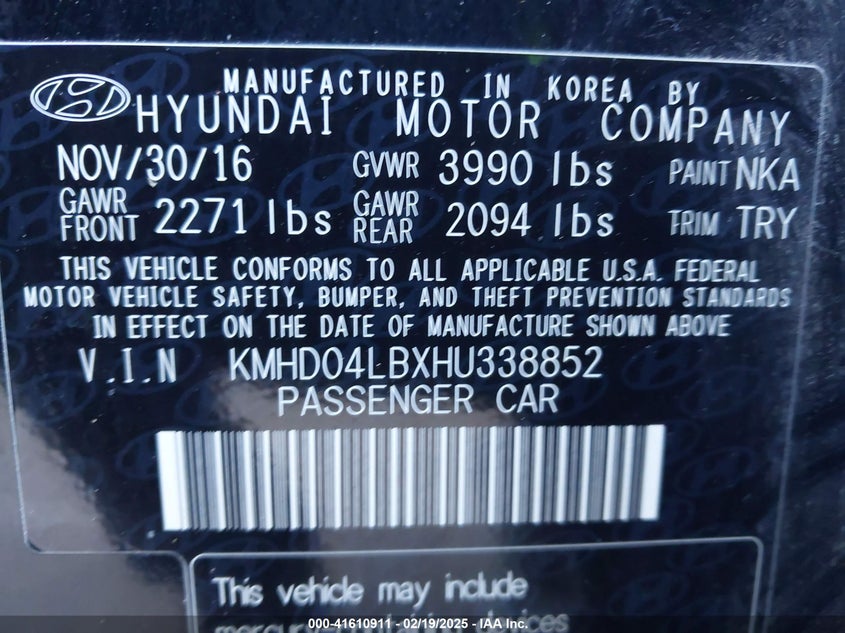 MANUFACTURED IN KOREA BY
HYUNDAI MOTOR COMPANY
NOV/30/16 GVWR 3990 lbs PAINT NKA
GAWR FRONT 2271 lbs GAWR REAR 2094 lbs TRIM TRY
THIS VEHICLE CONFORMS TO ALL APPLICABLE U.S.A. FEDERAL
MOTOR VEHICLE SAFETY, BUMPER, AND THEFT PREVENTION STANDARDS
IN EFFECT ON THE DATE OF MANUFACTURE SHOWN ABOVE
V.I.N KMHD04LBXHU338852
PASSENGER CAR
This vehicle may include
000-41610911 - 02/19/2025 - IAA Inc.